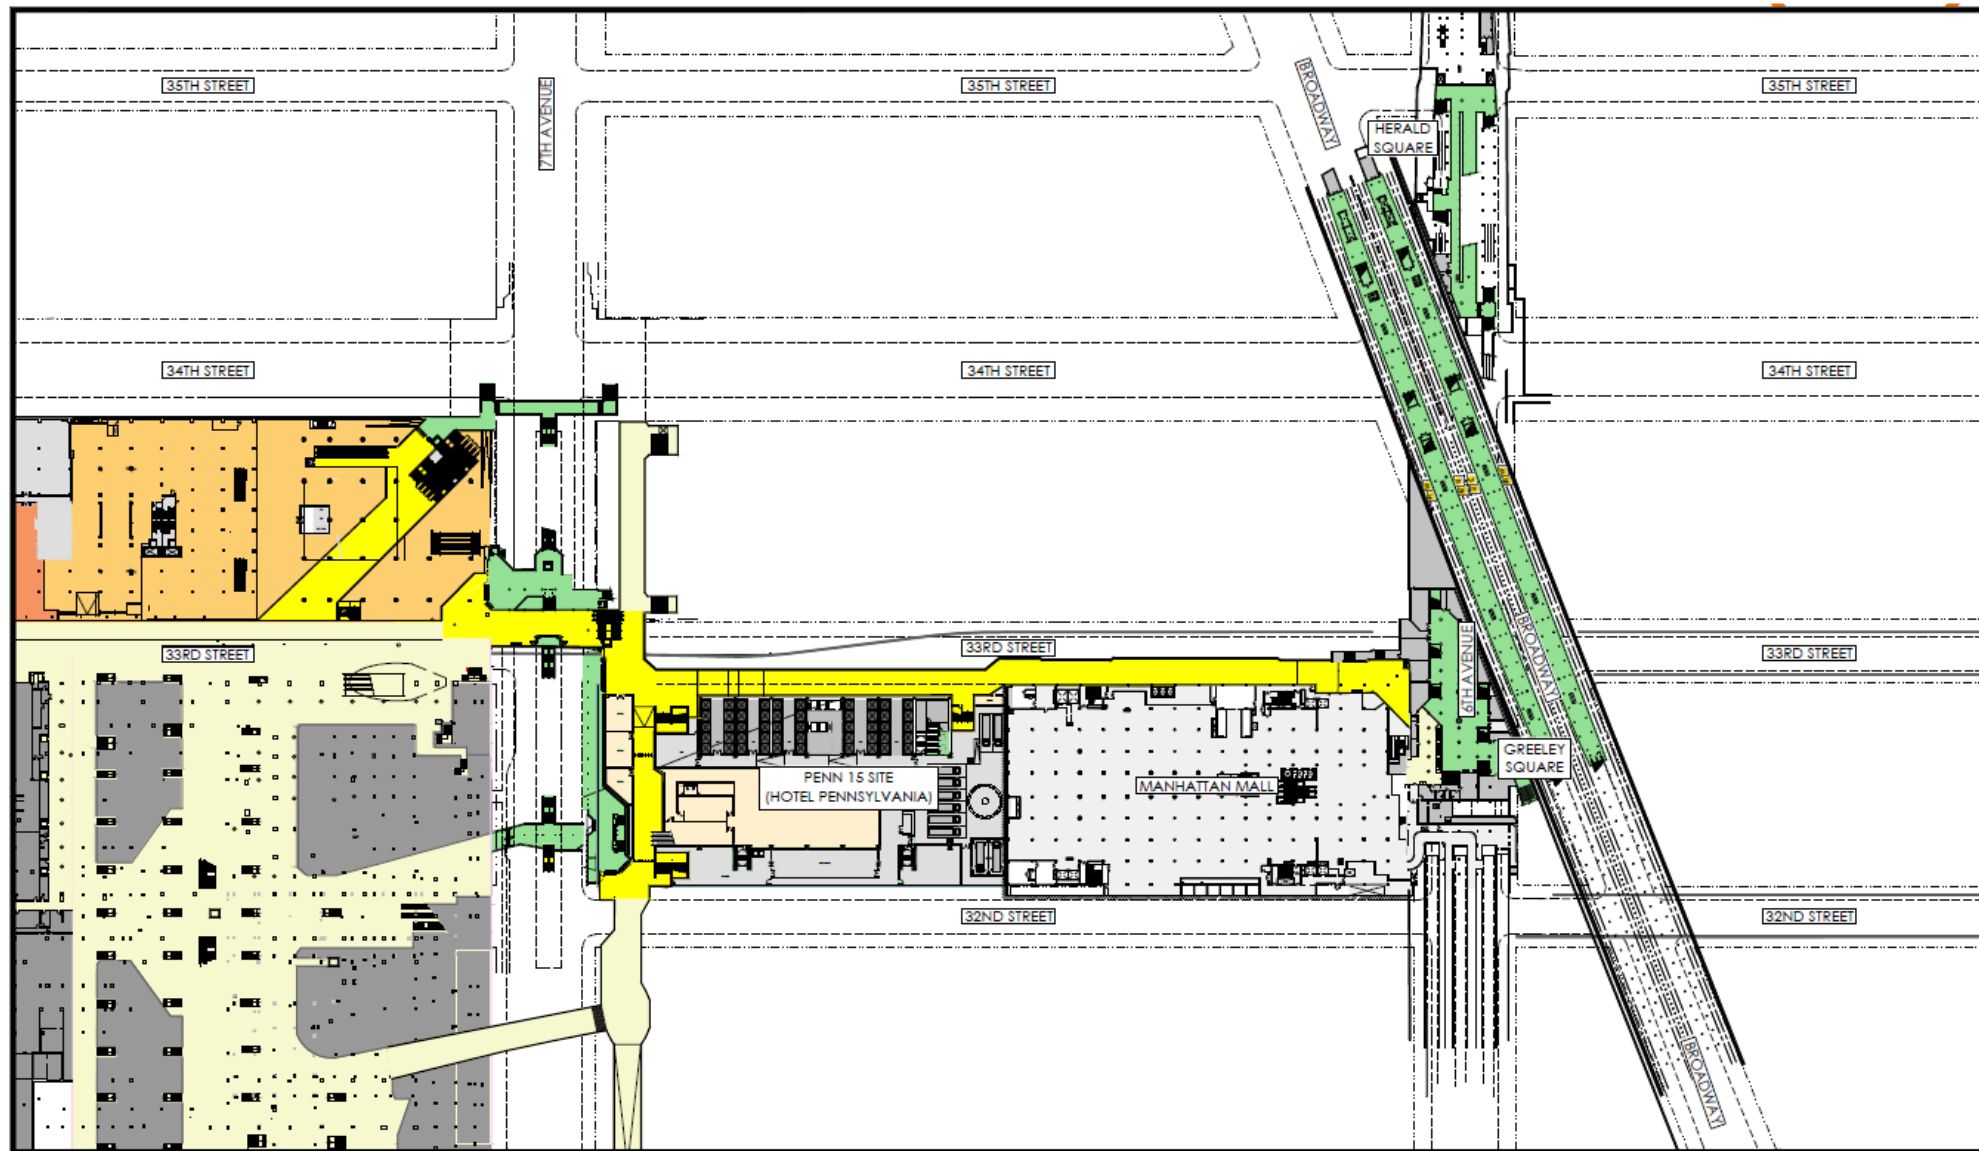 35TH STREET
35TH STREET
35TH STREET
7TH AVENUE
BROADWAY
HERALD
SQUARE
34TH STREET
34TH STREET
34TH STREET
33RD STREET
33RD STREET
33RD STREET
6TH AVENUE
BROADWAY
GREELEY
SQUARE
PENN 15 SITE
(HOTEL PENNSYLVANIA)
MANHATTAN MALL
32ND STREET
32ND STREET
BROADWAY